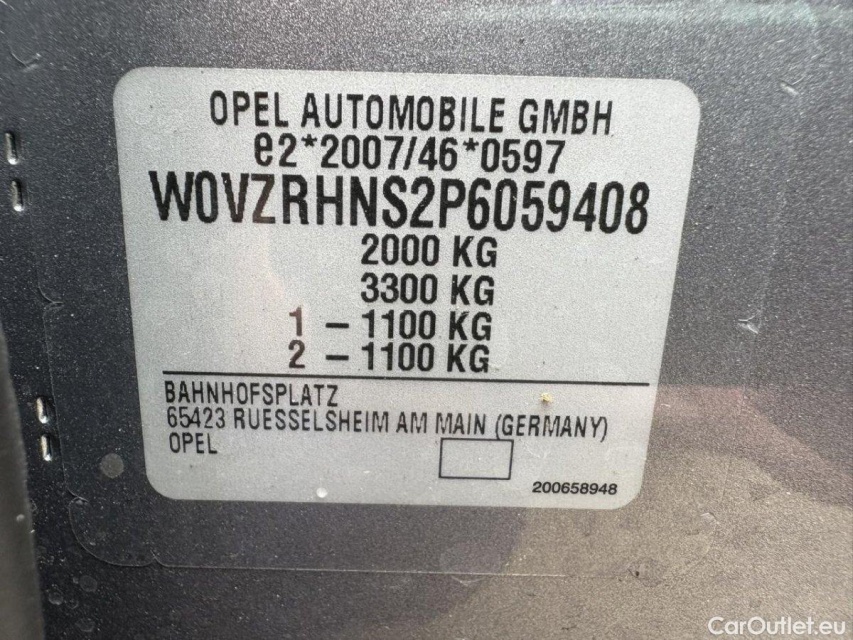 OPEL AUTOMOBILE GMBH
e2*2007/46*0597
W0VZRHNS2P6059408
2000 KG
3300 KG
1 - 1100 KG
2 - 1100 KG
BAHNHOFSPLATZ
65423 RUESSELSHEIM AM MAIN (GERMANY)
OPEL
200658948
CarOutlet.eu